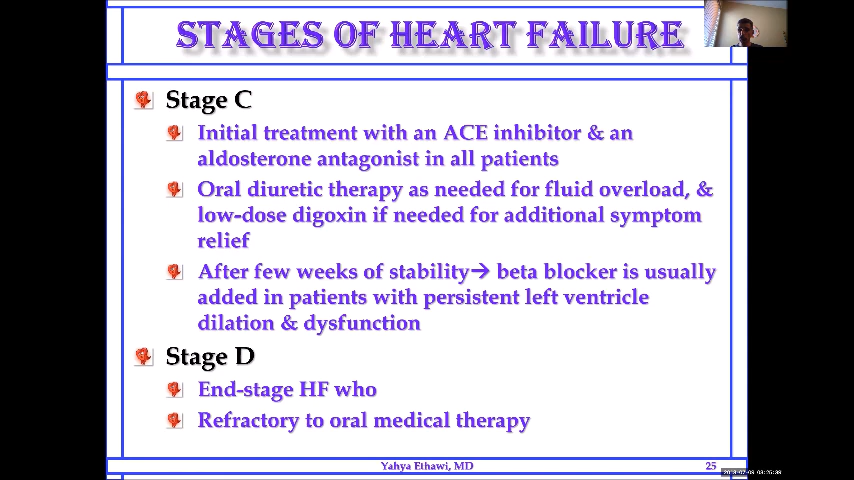 STAGES OF HEART FAILURE
Stage C
Initial treatment with an ACE inhibitor & an
aldosterone antagonist in all patients
Oral diuretic therapy as needed for fluid overload, &
low-dose digoxin if needed for additional symptom
relief
After few weeks of stability→ beta blocker is usually
added in patients with persistent left ventricle
dilation & dysfunction
Stage D
End-stage HF who
Refractory to oral medical therapy
Yahya Ethawi, MD
25